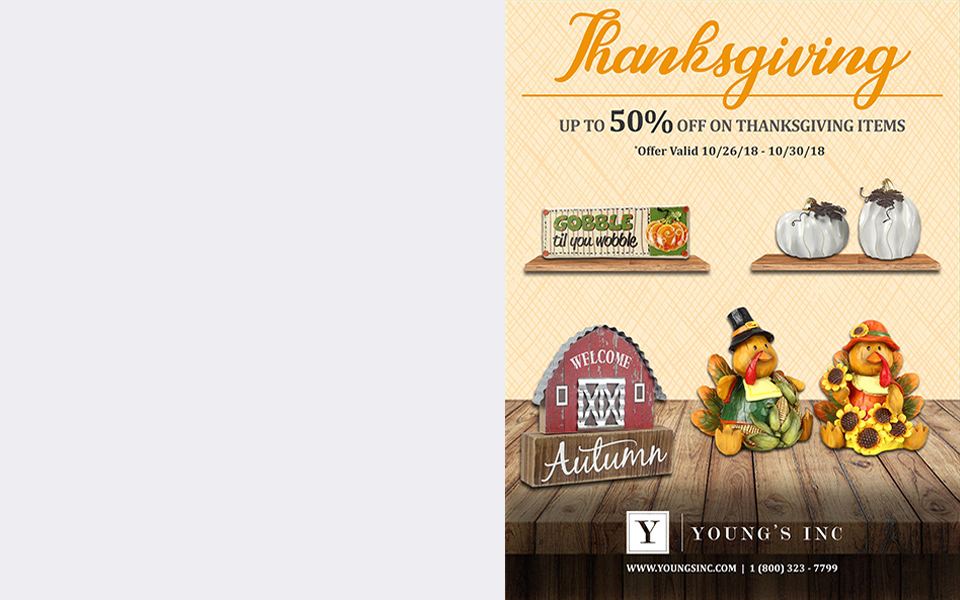 Thanksgiving
UP TO 50% OFF ON THANKSGIVING ITEMS
*Offer Valid 10/26/18 - 10/30/18
GOBBLE
til you wobble
WELCOME
Autumn
Y
YOUNG'S INC
WWW.YOUNGSINC.COM | 1 (800) 323 - 7799